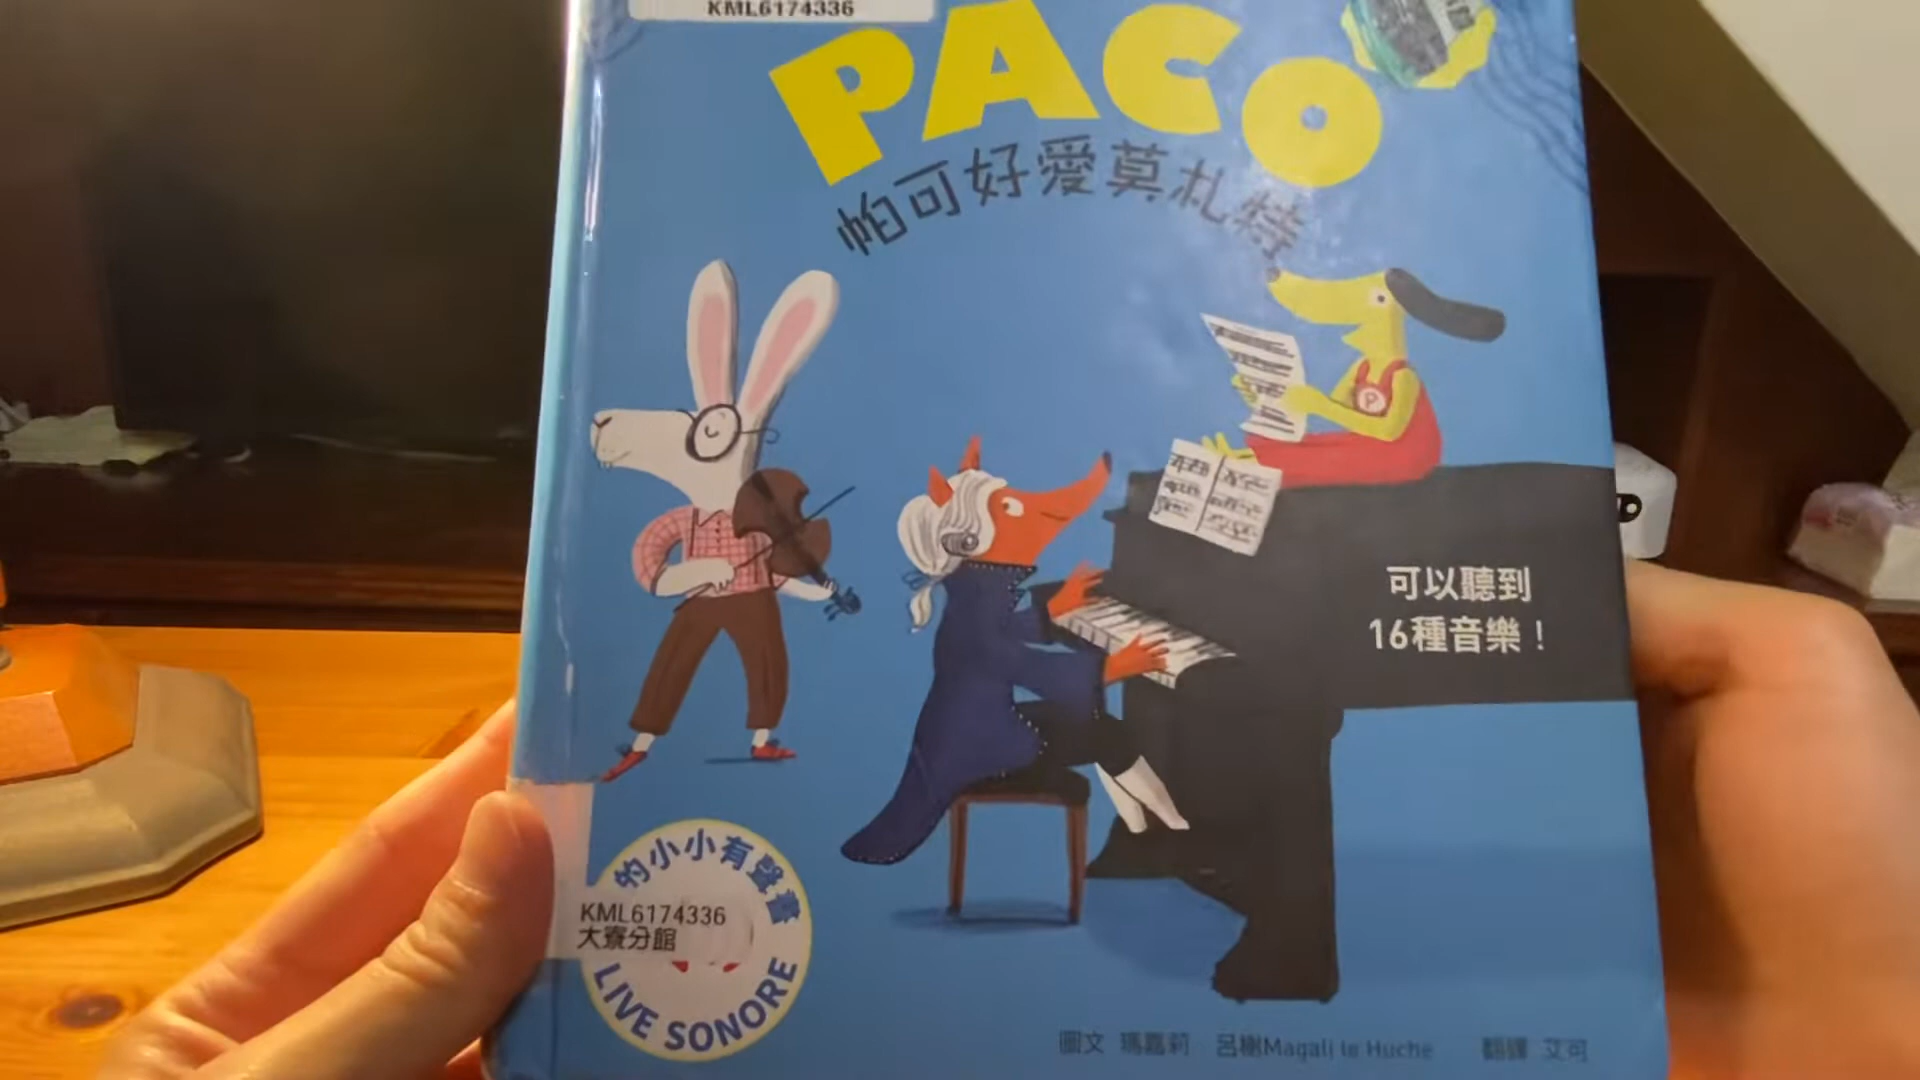 KML6174336
PACO
帕可好愛莫札特
P
可以聽到
16種音樂！
的小小有聲書
KML6174336
大寮分館
LIVE SONORE
圖文 瑪嘉莉．呂榭Magali le Huche 翻譯 艾可